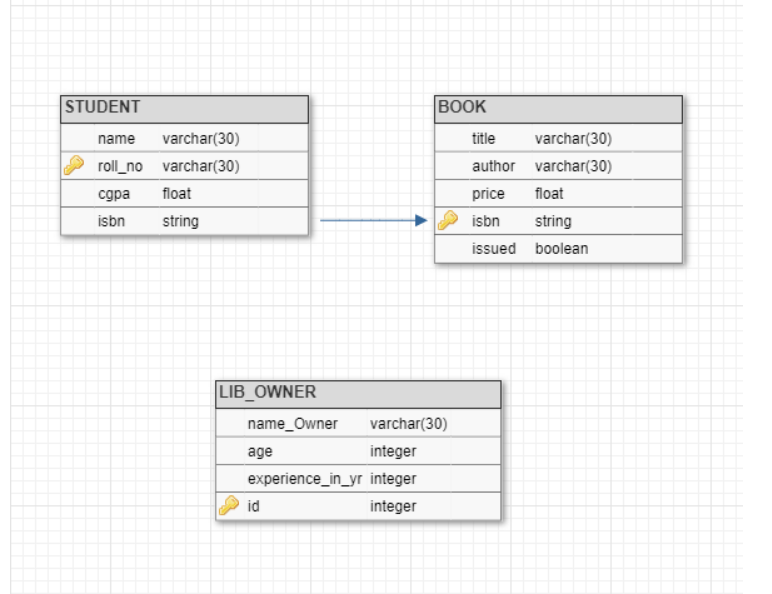 STUDENT
name varchar(30)
roll_no varchar(30)
cgpa float
isbn string
BOOK
title varchar(30)
author varchar(30)
price float
isbn string
issued boolean
LIB_OWNER
name_Owner varchar(30)
age integer
experience_in_yr integer
id integer